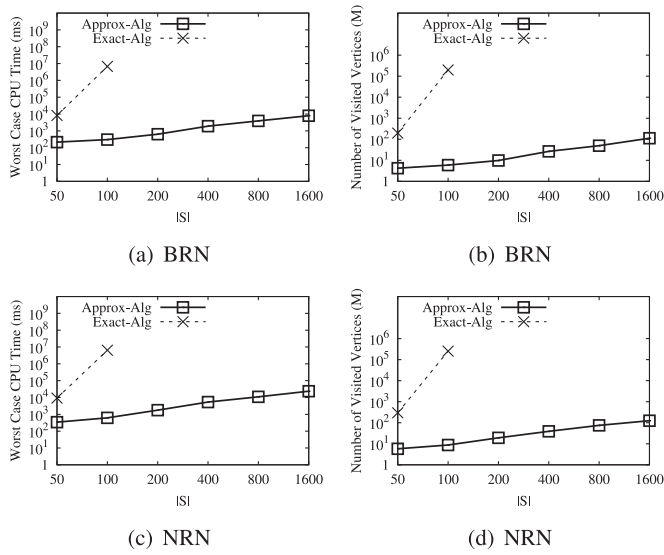 Approx-Alg
Exact-Alg
Worst Case CPU Time (ms)
10^9
10^8
10^7
10^6
10^5
10^4
10^3
10^2
10^1
1
50 100 200 400 800 1600
|S|
(a) BRN
Approx-Alg
Exact-Alg
Number of Visited Vertices (M)
10^6
10^5
10^4
10^3
10^2
10^1
1
50 100 200 400 800 1600
|S|
(b) BRN
Approx-Alg
Exact-Alg
Worst Case CPU Time (ms)
10^9
10^8
10^7
10^6
10^5
10^4
10^3
10^2
10^1
1
50 100 200 400 800 1600
|S|
(c) NRN
Approx-Alg
Exact-Alg
Number of Visited Vertices (M)
10^6
10^5
10^4
10^3
10^2
10^1
1
50 100 200 400 800 1600
|S|
(d) NRN